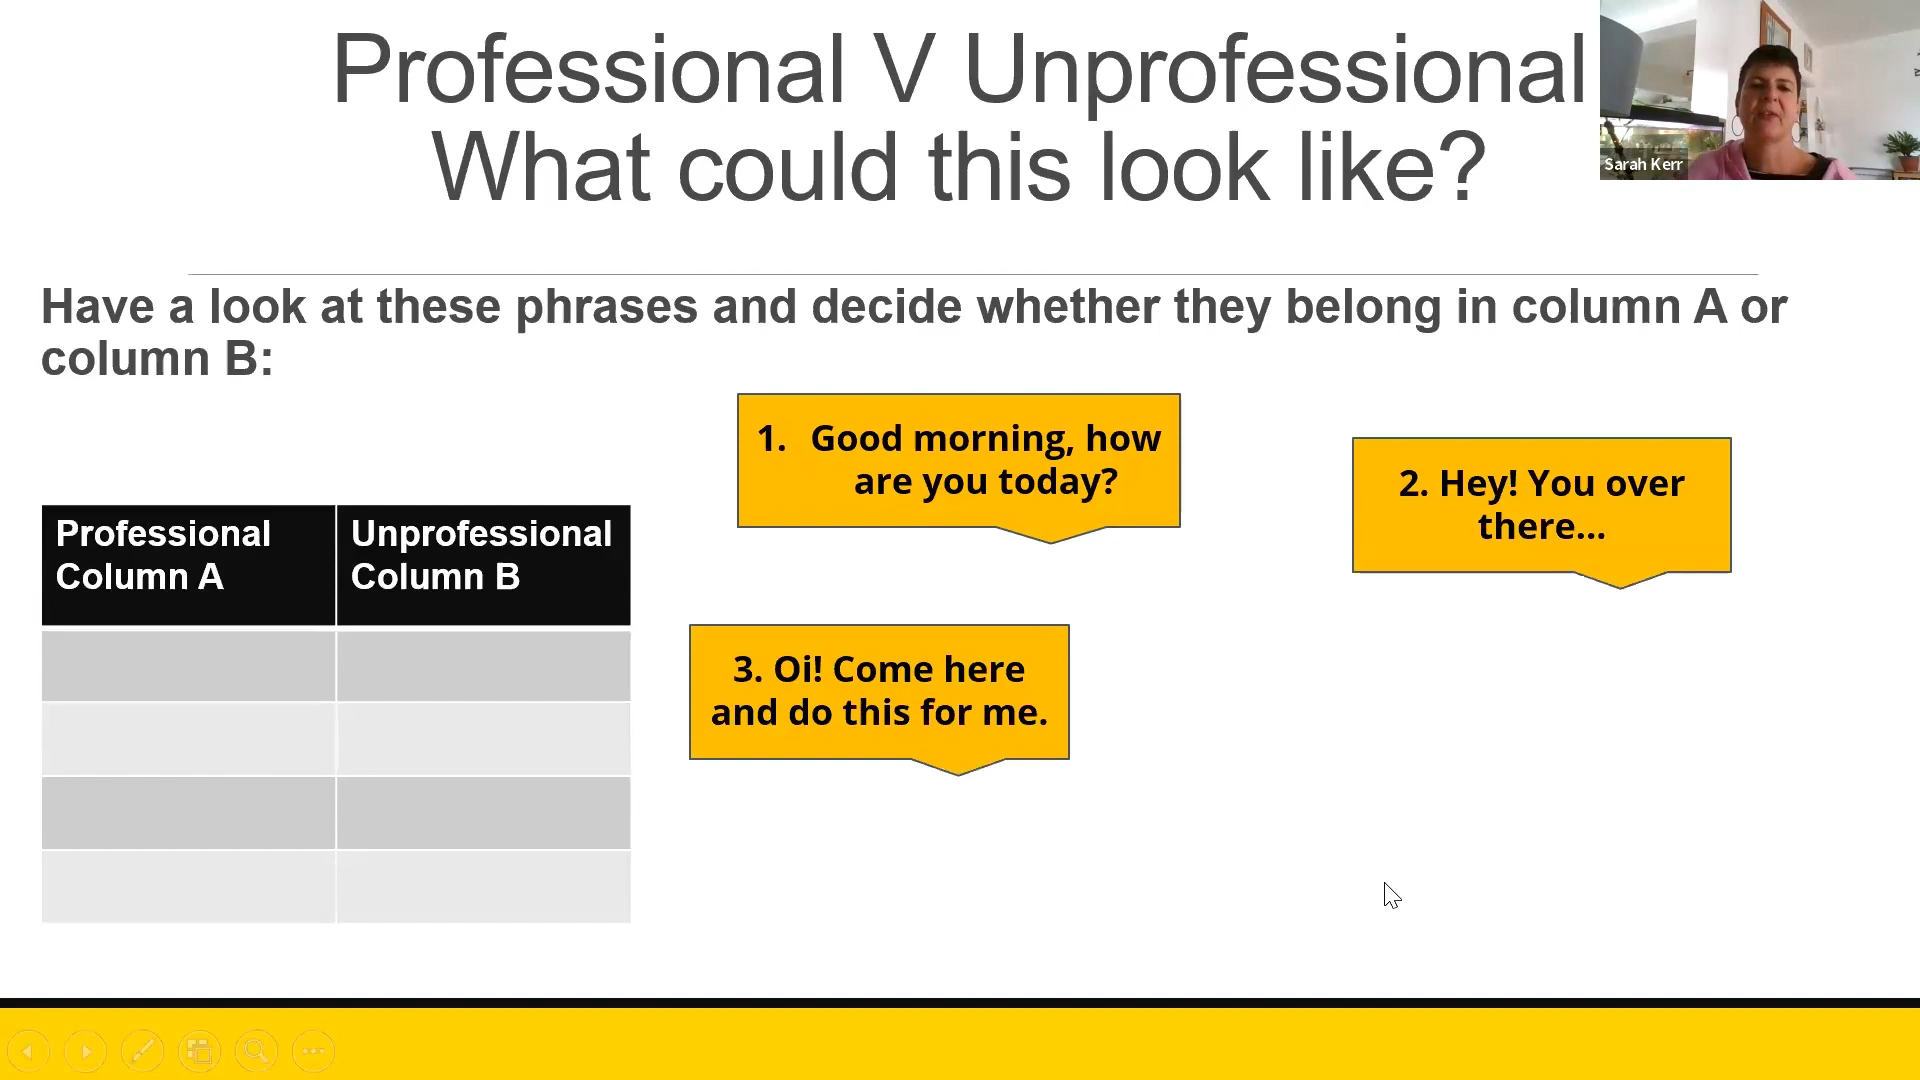 Professional V Unprofessional
What could this look like?
Sarah Kerr
Have a look at these phrases and decide whether they belong in column A or
column B:
1. Good morning, how
are you today?
2. Hey! You over
there...
Professional
Column A
Unprofessional
Column B
3. Oi! Come here
and do this for me.